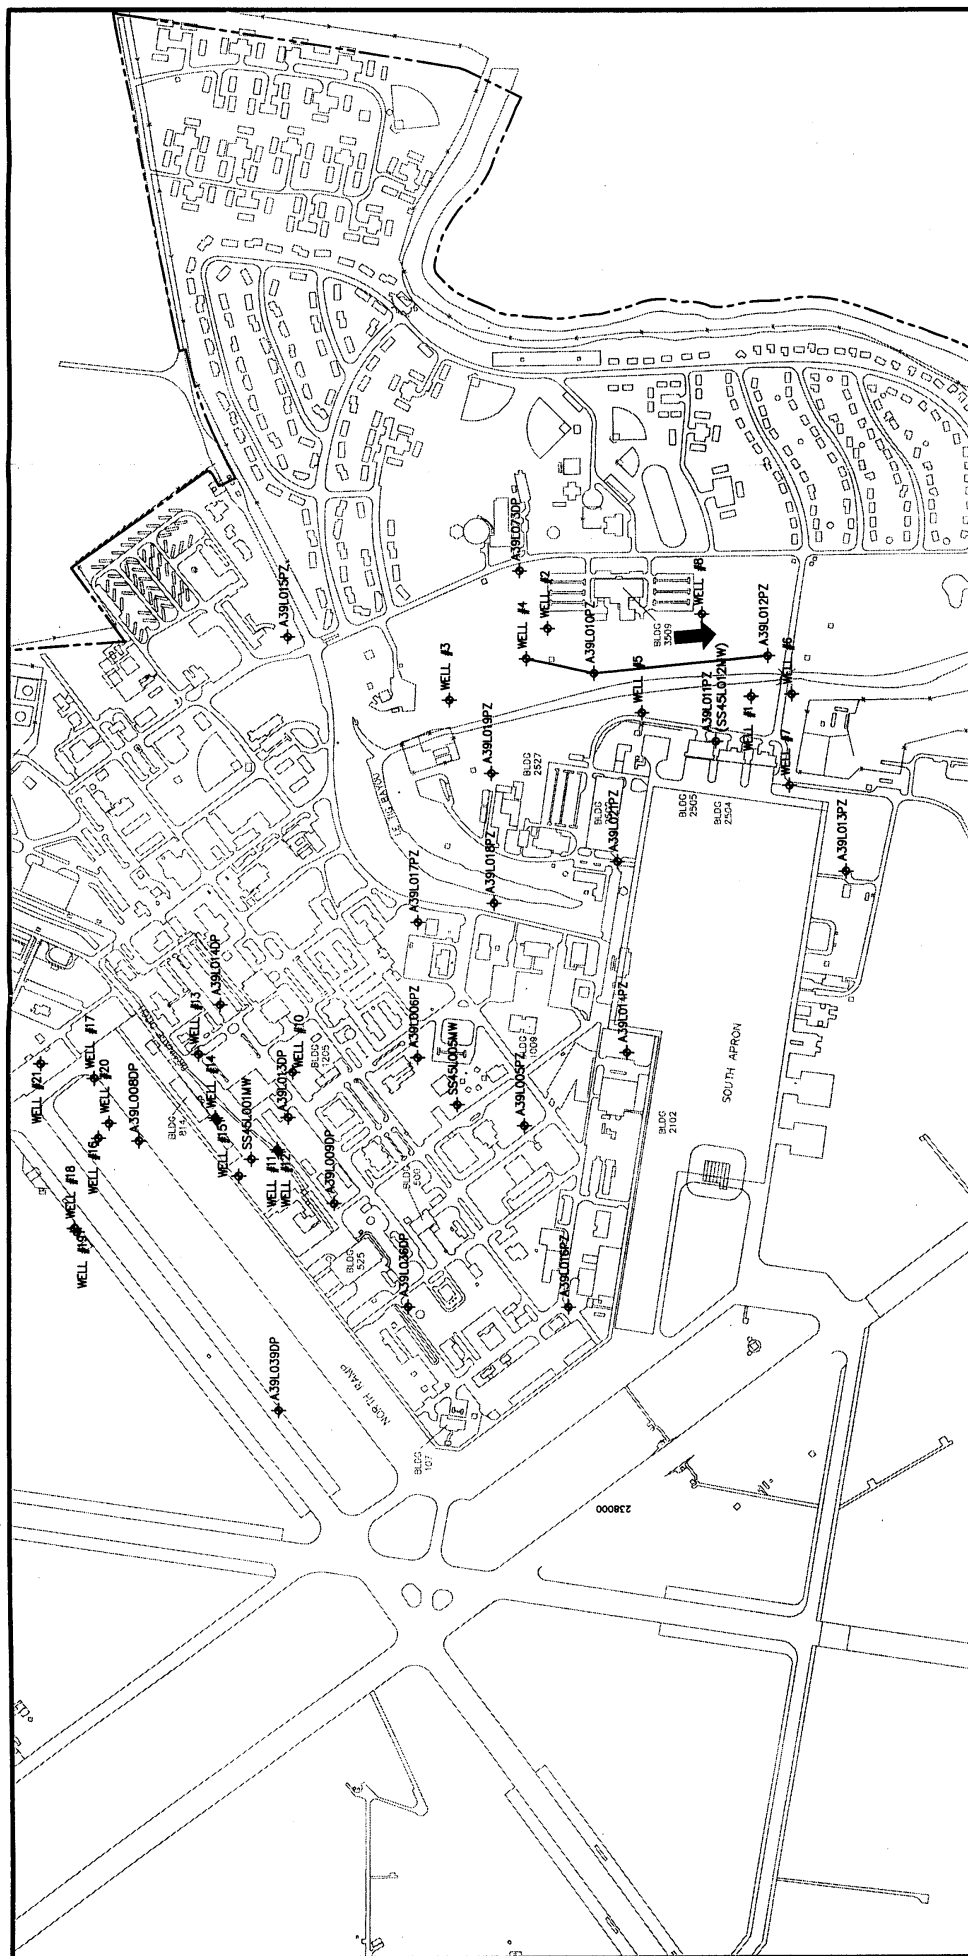 A39L015PZ
A39L073DP
WELL #2
WELL #4
A39L010PZ
BLDG
3509
WELL #8
WELL #3
WELL #5
A39L012PZ
WELL #6
A39L011PZ
(SS45L012MW)
WELL #1
WELL #7
A39L019PZ
BLDG
2527
BLDG
A39L021PZ
BLDG
2505
BLDG
2504
A39L013PZ
A39L018PZ
A39L017PZ
A39L014DP
WELL #13
WELL #17
WELL #21
WELL #20
WELL #14
WELL #10
A39L013DP
BLDG
1205
A39L006PZ
BLDG
1009
A39L014PZ
SOUTH APRON
SS45L005MW
A39L005PZ
A39L008DP
BLDG
814
WELL #15
SS45L001MW
WELL #16
WELL #11
WELL #12
WELL #18
WELL #19
A39L009DP
BLDG
500
BLDG
525
A39L036DP
A39L016PZ
BLDG
2102
A39L039DP
NORTH RAMP
BLDG
107
238000